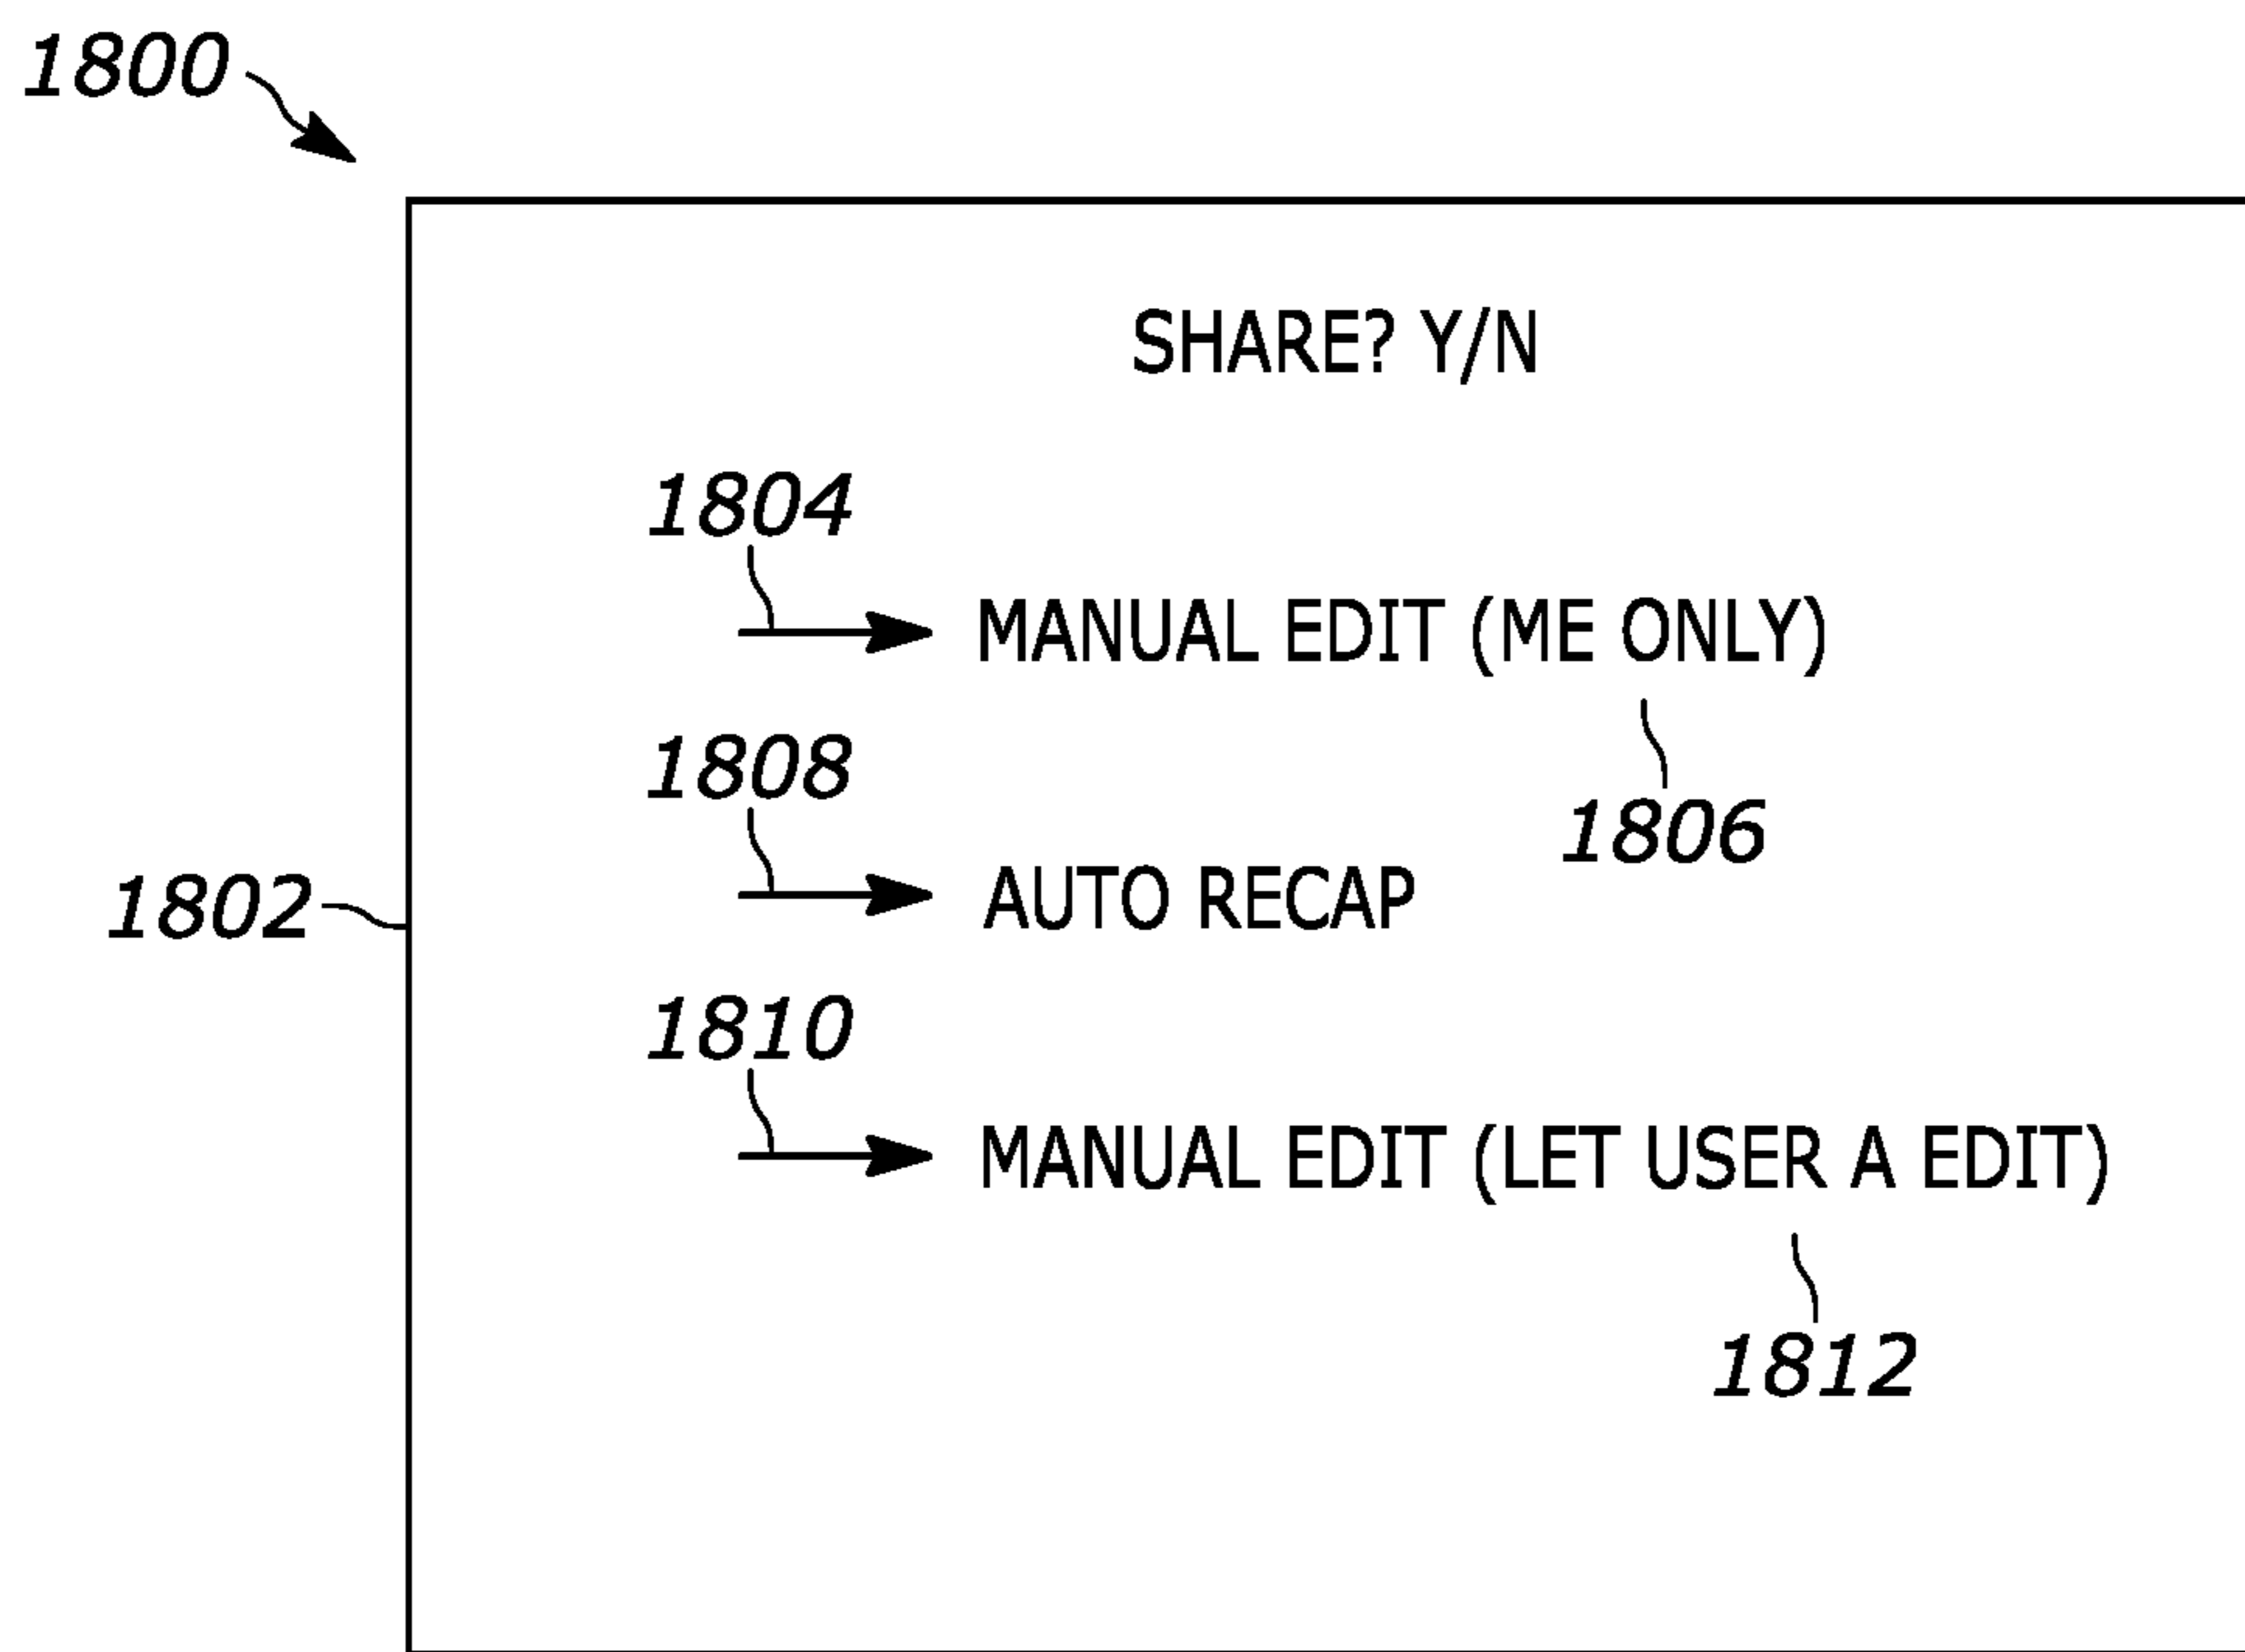 1800
SHARE? Y/N
1804
MANUAL EDIT (ME ONLY)
1808
1806
1802
AUTO RECAP
1810
MANUAL EDIT (LET USER A EDIT)
1812